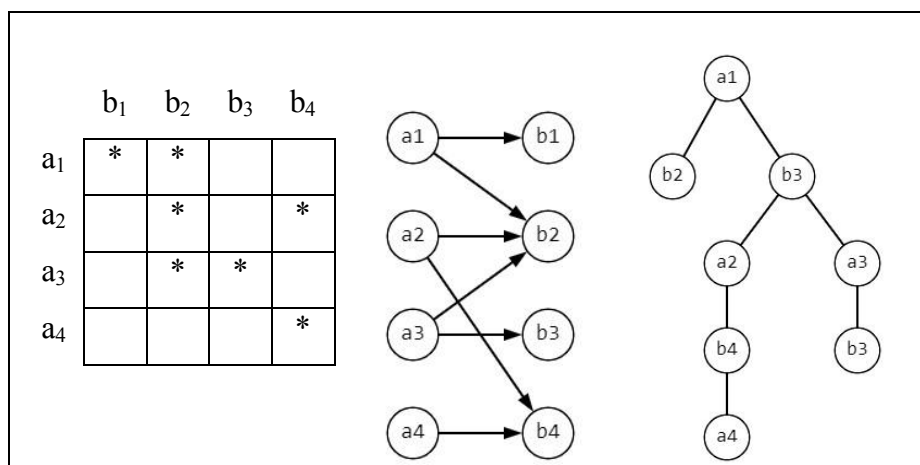 b₁ b₂ b₃ b₄
a₁ * *
a₂ * *
a₃ * *
a₄ *
a1 b1
a2 b2
a3 b3
a4 b4
a1
b2 b3
a2 a3
b4 b3
a4